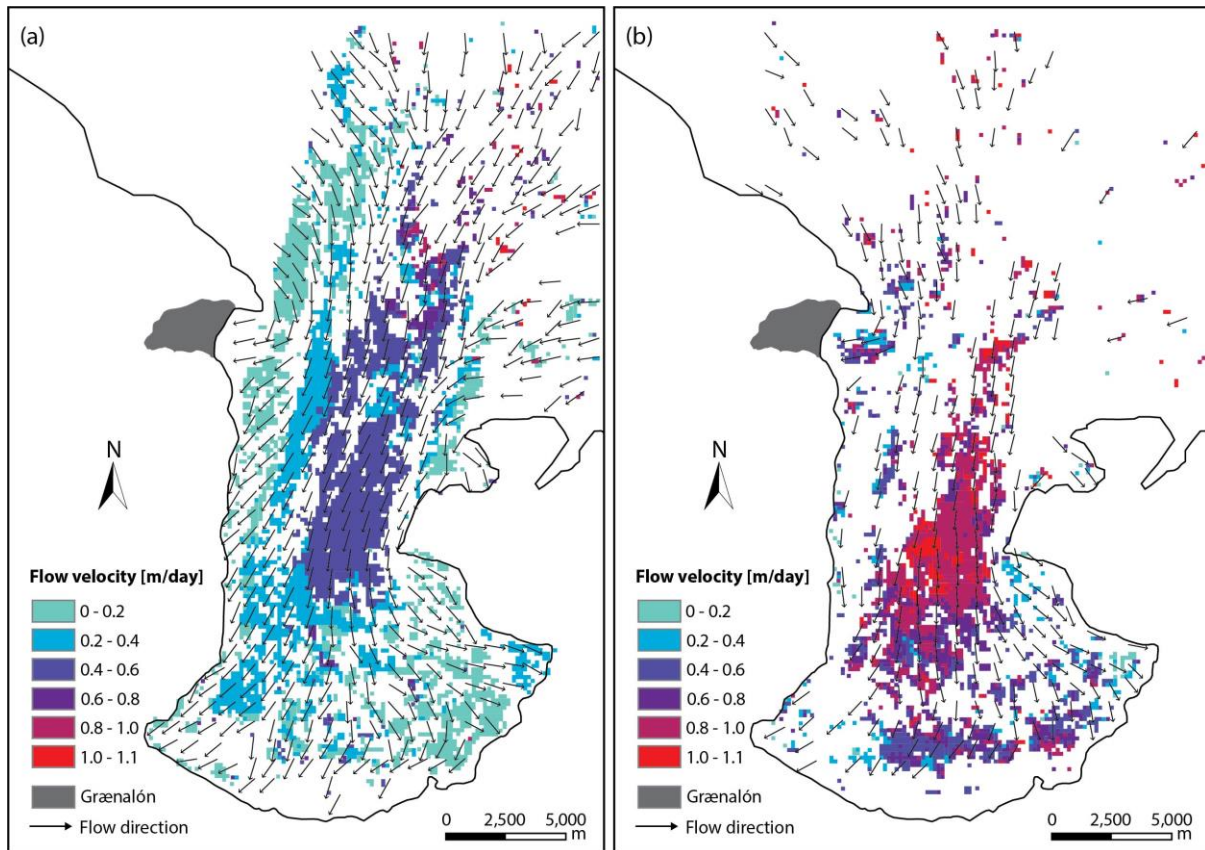 (a)
N
Flow velocity [m/day]
0 - 0.2
0.2 - 0.4
0.4 - 0.6
0.6 - 0.8
0.8 - 1.0
1.0 - 1.1
Grænalón
Flow direction
0 2,500 5,000
m
(b)
N
Flow velocity [m/day]
0 - 0.2
0.2 - 0.4
0.4 - 0.6
0.6 - 0.8
0.8 - 1.0
1.0 - 1.1
Grænalón
Flow direction
0 2,500 5,000
m